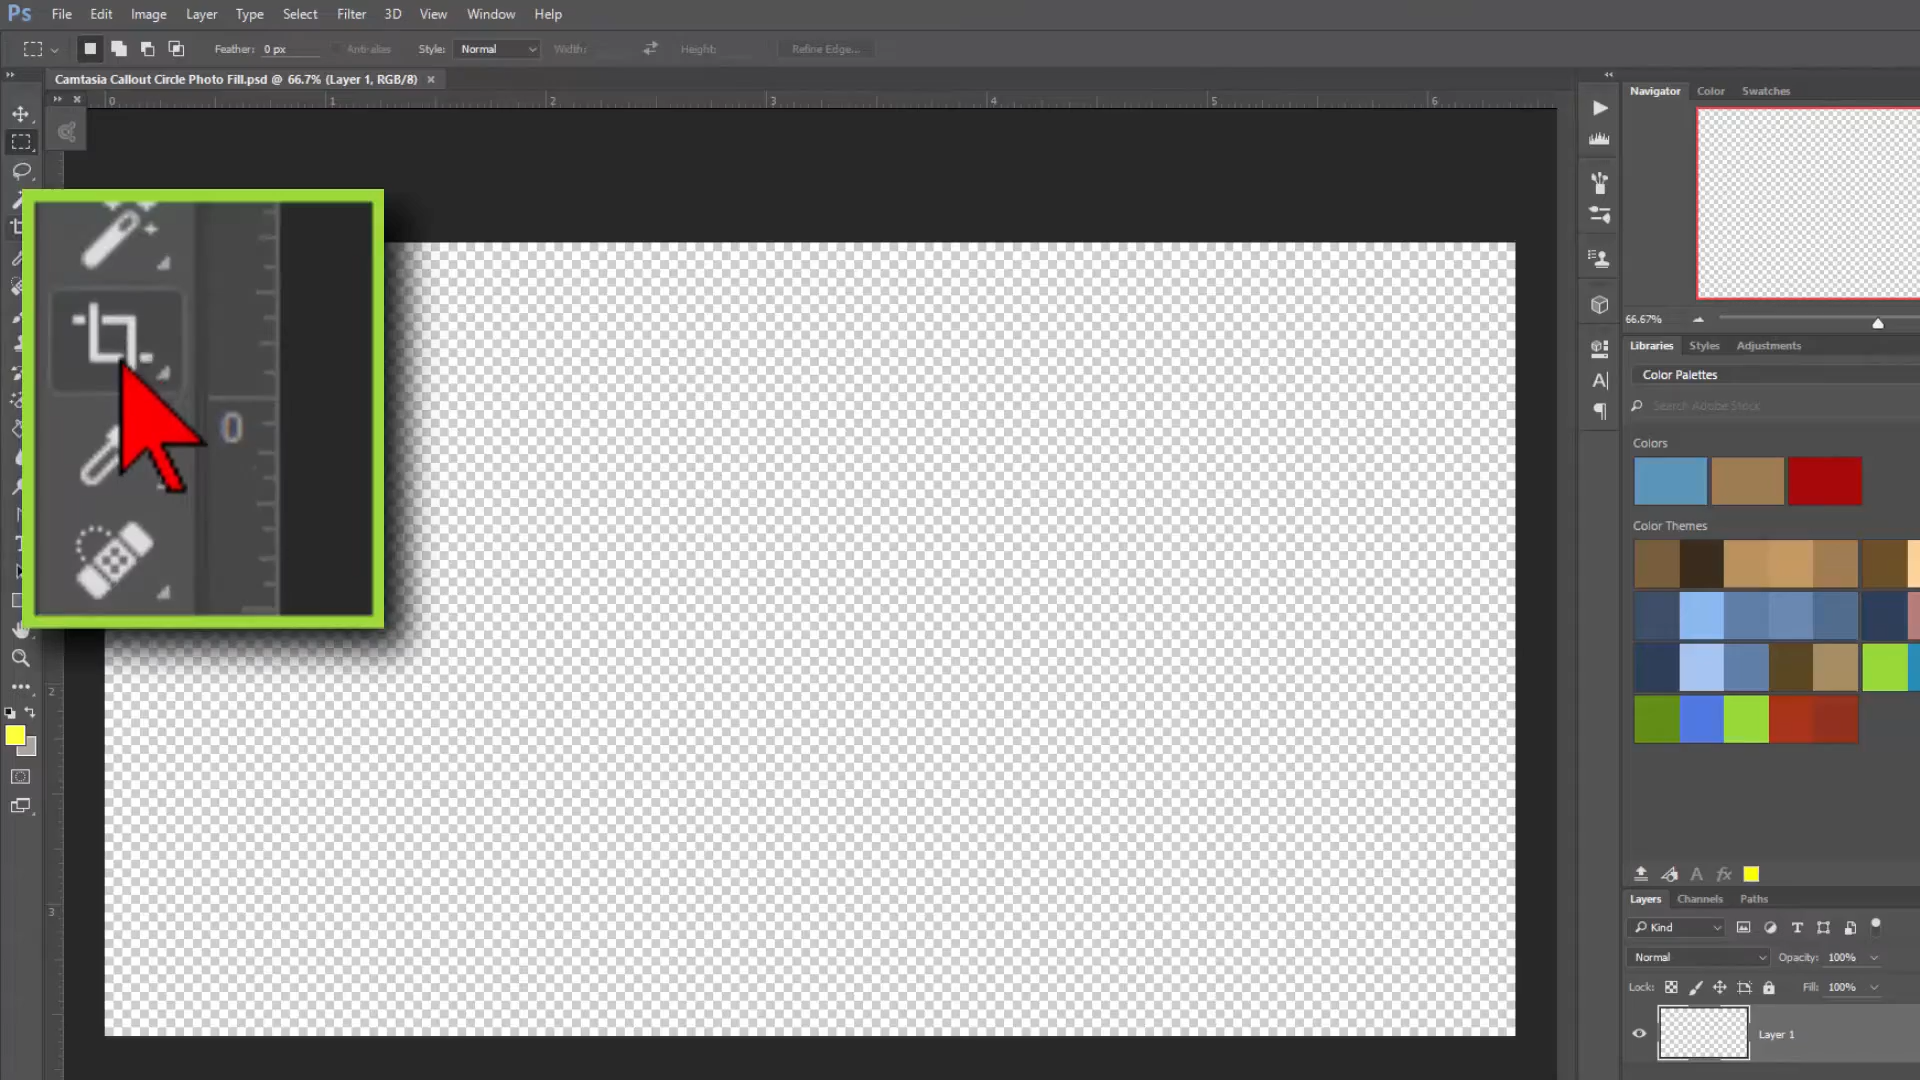 Ps File Edit Image Layer Type Select Filter 3D View Window Help
Feather: 0 px Anti-alias Style: Normal Width: Height: Refine Edge...
Camtasia Callout Circle Photo Fill.psd @ 66.7% (Layer 1, RGB/8)
Navigator Color Swatches
0 1 2 3 4 5 6
66.67%
Libraries Styles Adjustments
Color Palettes
Search Adobe Stock
0
Colors
Color Themes
2
3
Layers Channels Paths
Kind
Normal Opacity: 100%
Lock: Fill: 100%
Layer 1